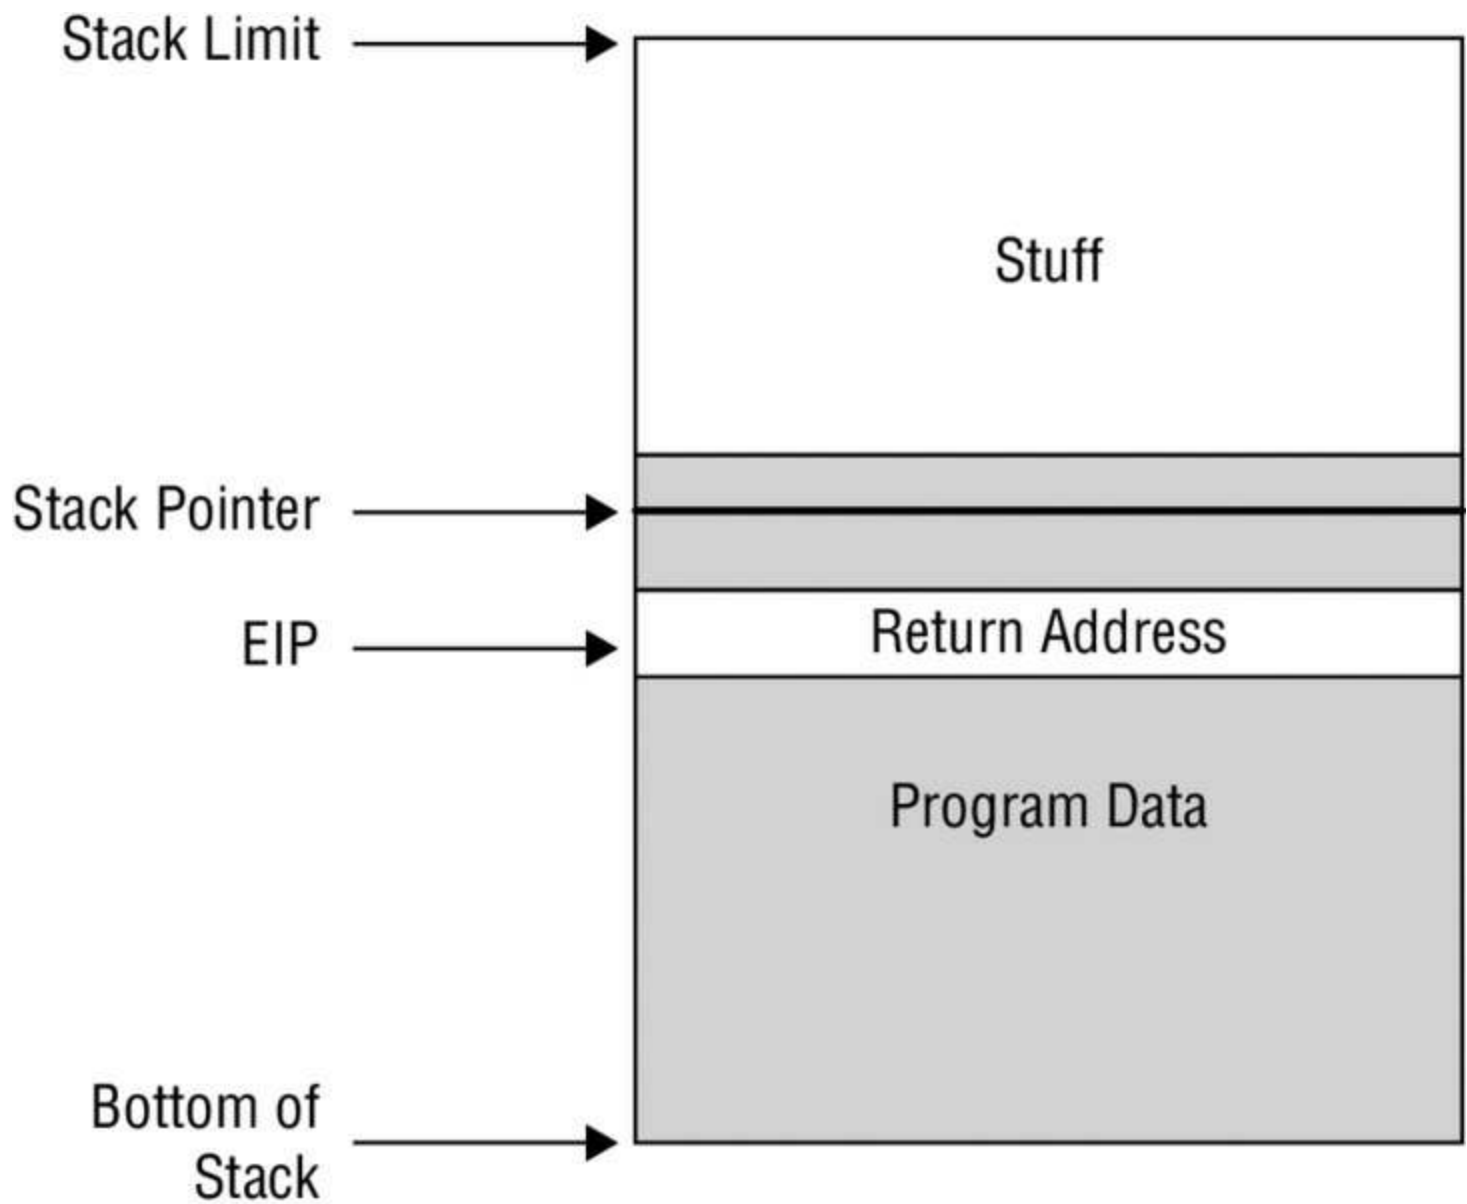 Stack Limit
Stuff
Stack Pointer
EIP
Return Address
Program Data
Bottom of
Stack